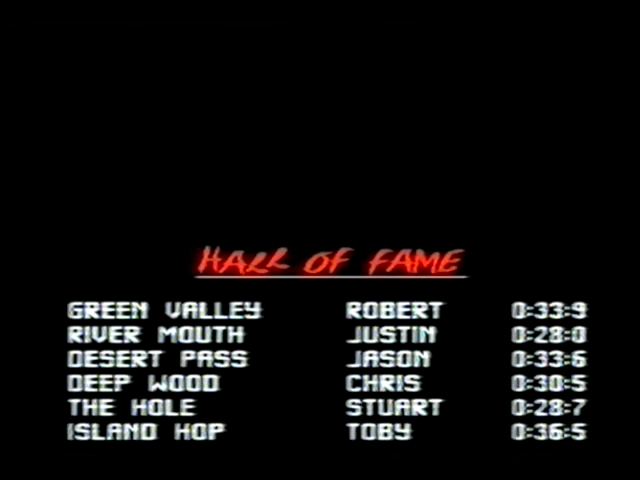 HALL OF FAME
GREEN VALLEY ROBERT 0:33:9
RIVER MOUTH JUSTIN 0:28:0
DESERT PASS JASON 0:33:6
DEEP WOOD CHRIS 0:30:5
THE HOLE STUART 0:28:7
ISLAND HOP TOBY 0:36:5